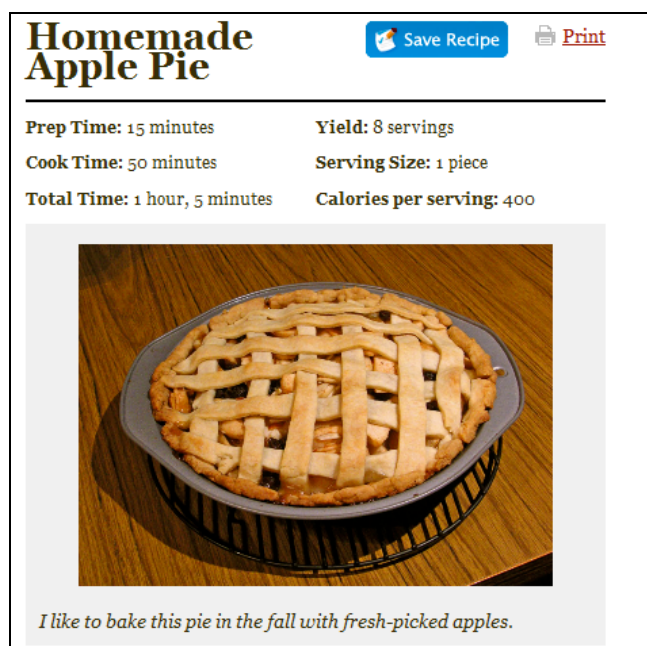 Homemade
Apple Pie
Save Recipe
Print
Prep Time: 15 minutes
Yield: 8 servings
Cook Time: 50 minutes
Serving Size: 1 piece
Total Time: 1 hour, 5 minutes
Calories per serving: 400
I like to bake this pie in the fall with fresh-picked apples.